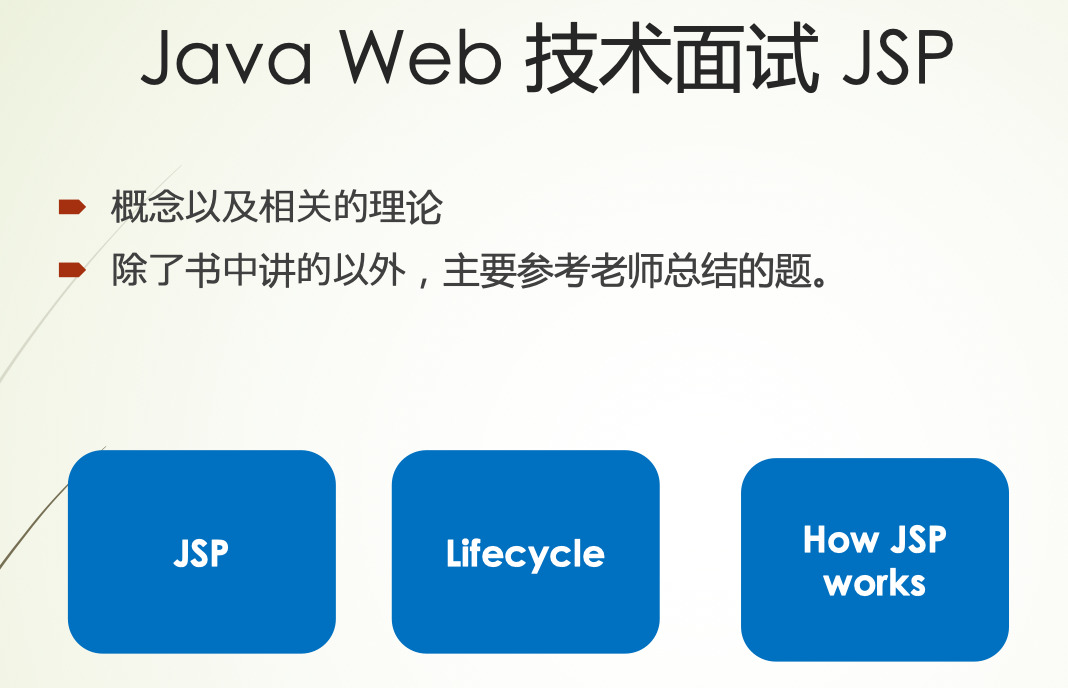 Java Web 技术面试 JSP
概念以及相关的理论
除了书中讲的以外，主要参考老师总结的题。
JSP
Lifecycle
How JSP
works